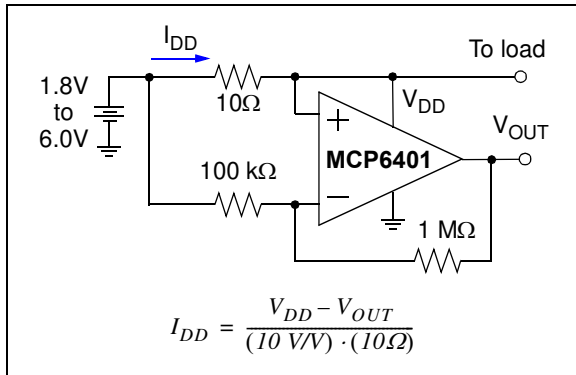 I_DD
To load
1.8V
to
6.0V
10Ω
V_DD
V_OUT
+
MCP6401
100 kΩ
−
1 MΩ
I_DD = (V_DD – V_OUT) / ((10 V/V) · (10Ω))